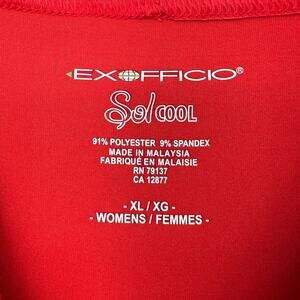 EXOFFICIO®
Sol COOL
91% POLYESTER 9% SPANDEX
MADE IN MALAYSIA
FABRIQUÉ EN MALAISIE
RN 79137
CA 12877
- XL / XG -
- WOMENS / FEMMES -